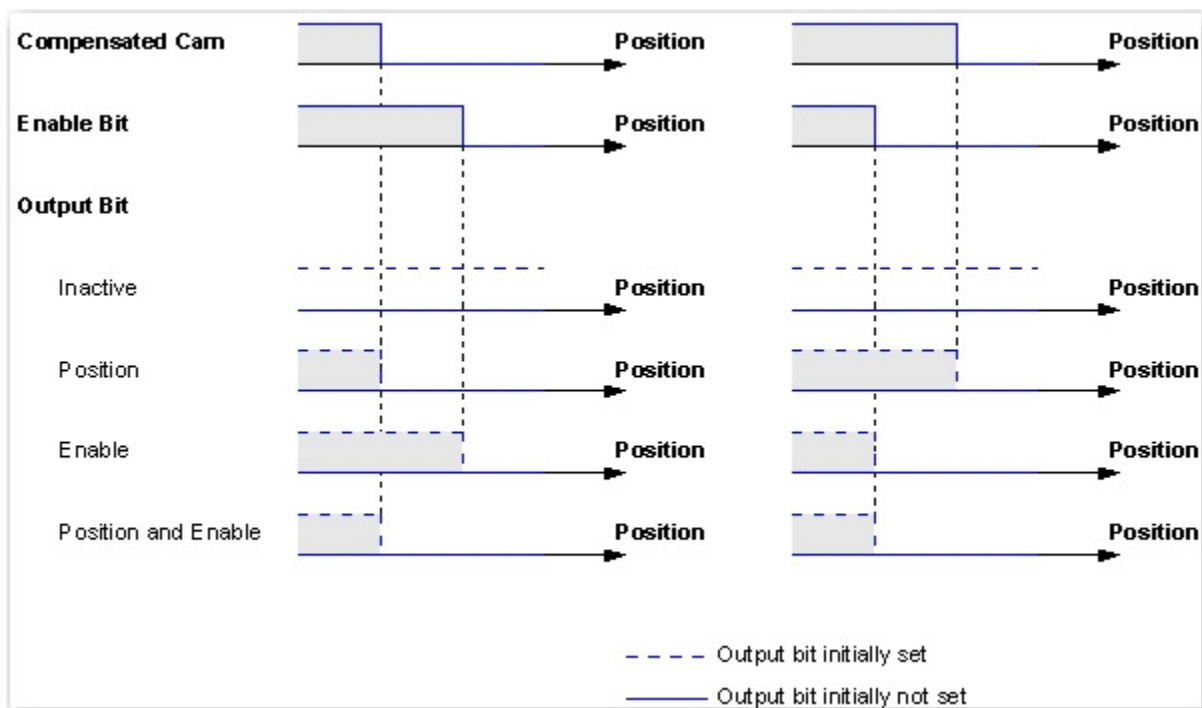 Compensated Cam Position Position
Enable Bit Position Position
Output Bit
Inactive Position Position
Position Position Position
Enable Position Position
Position and Enable Position Position
Output bit initially set
Output bit initially not set